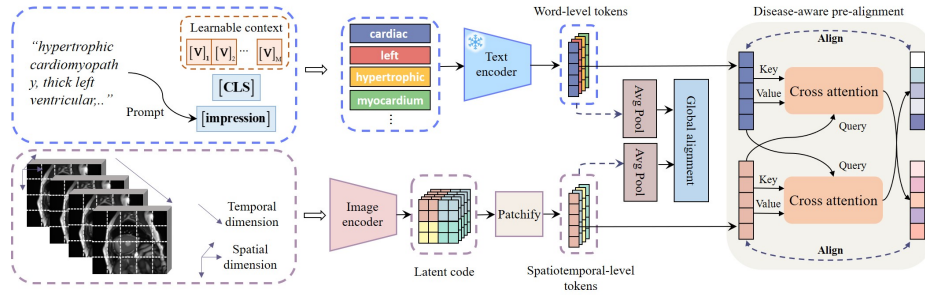 Learnable context
[V]1 [V]2 ... [V]M
“hypertrophic
cardiomyopath
y, thick left
ventricular,..”
Prompt
[CLS]
[impression]
cardiac
left
hypertrophic
myocardium
Text
encoder
Word-level tokens
Avg Pool
Avg Pool
Global alignment
Disease-aware pre-alignment
Align
Key
Value
Cross attention
Query
Query
Key
Value
Cross attention
Align
Temporal
dimension
Spatial
dimension
Image
encoder
Latent code
Patchify
Spatiotemporal-level
tokens